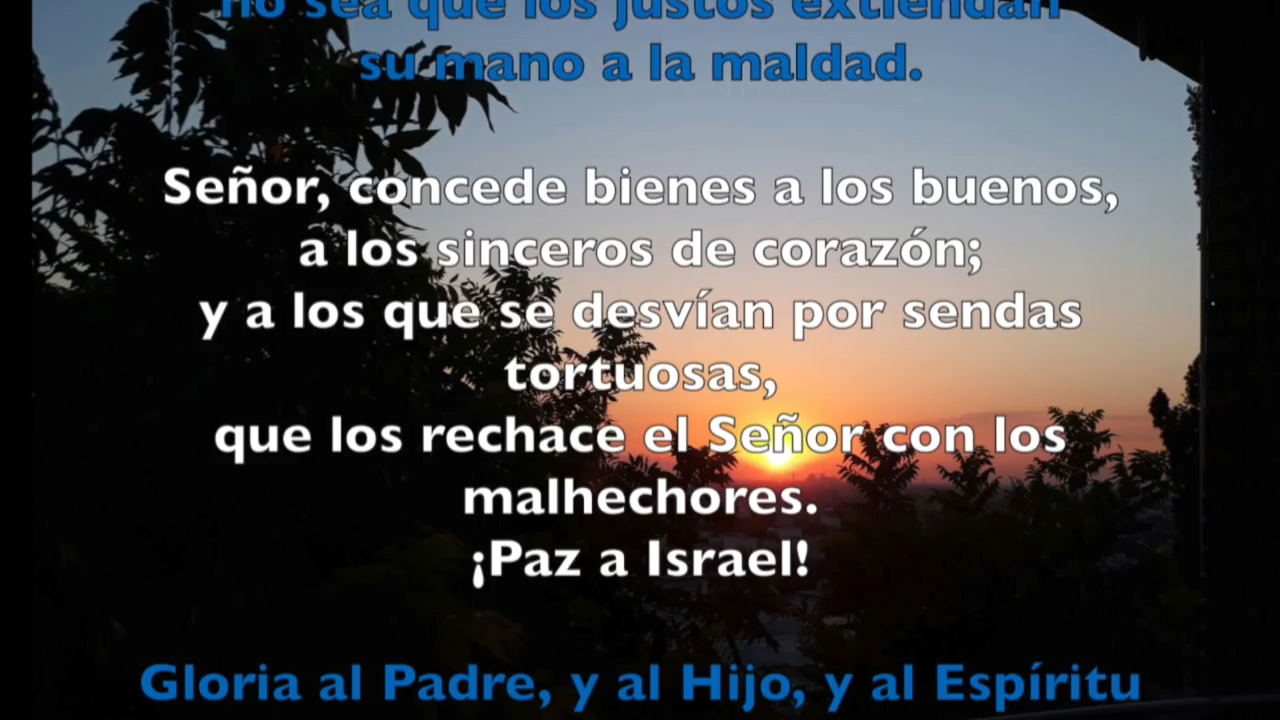 no sea que los justos extiendan
su mano a la maldad.
Señor, concede bienes a los buenos,
a los sinceros de corazón;
y a los que se desvían por sendas
tortuosas,
que los rechace el Señor con los
malhechores.
¡Paz a Israel!
Gloria al Padre, y al Hijo, y al Espíritu